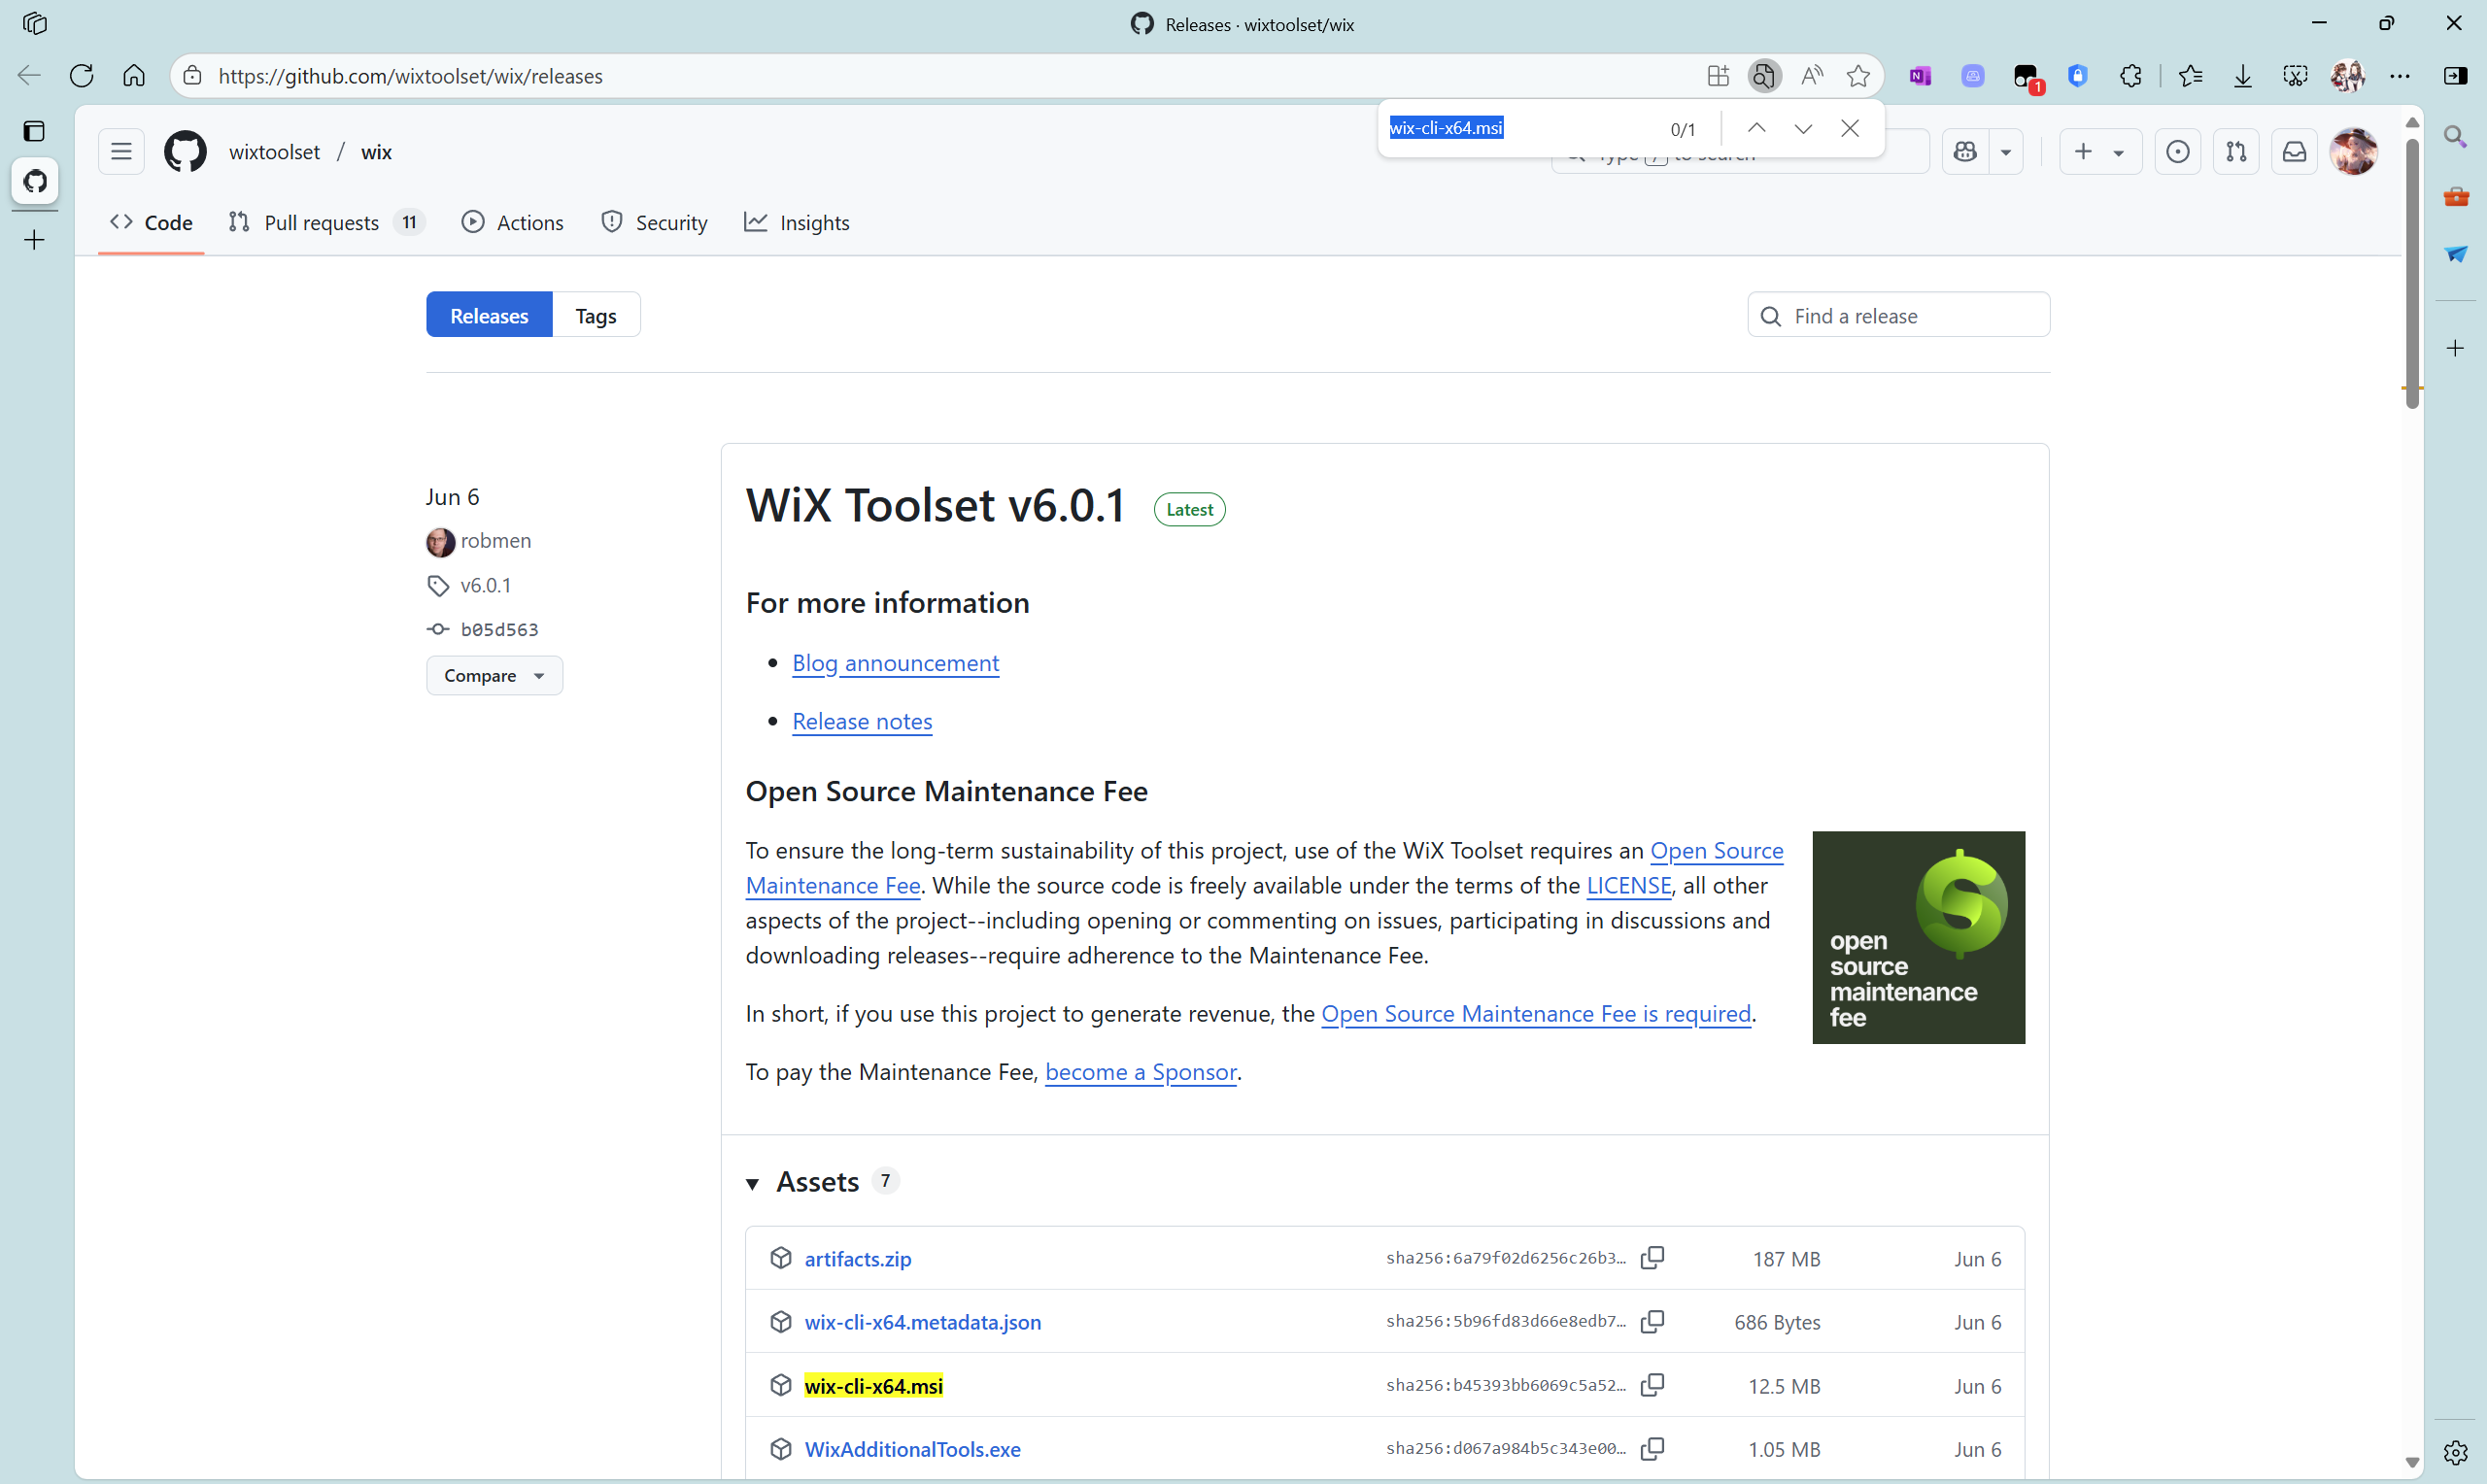 Releases · wixtoolset/wix
https://github.com/wixtoolset/wix/releases
1
wix-cli-x64.msi
0/1
wixtoolset / wix
Code
Pull requests 11
Actions
Security
Insights
Releases
Tags
Find a release
Jun 6
robmen
v6.0.1
b05d563
Compare
WiX Toolset v6.0.1 Latest
For more information
Blog announcement
Release notes
Open Source Maintenance Fee
To ensure the long-term sustainability of this project, use of the WiX Toolset requires an Open Source
Maintenance Fee. While the source code is freely available under the terms of the LICENSE, all other
aspects of the project--including opening or commenting on issues, participating in discussions and
downloading releases--require adherence to the Maintenance Fee.
In short, if you use this project to generate revenue, the Open Source Maintenance Fee is required.
To pay the Maintenance Fee, become a Sponsor.
open
source
maintenance
fee
Assets 7
artifacts.zip sha256:6a79f02d6256c26b3… 187 MB Jun 6
wix-cli-x64.metadata.json sha256:5b96fd83d66e8edb7… 686 Bytes Jun 6
wix-cli-x64.msi sha256:b45393bb6069c5a52… 12.5 MB Jun 6
WixAdditionalTools.exe sha256:d067a984b5c343e00… 1.05 MB Jun 6